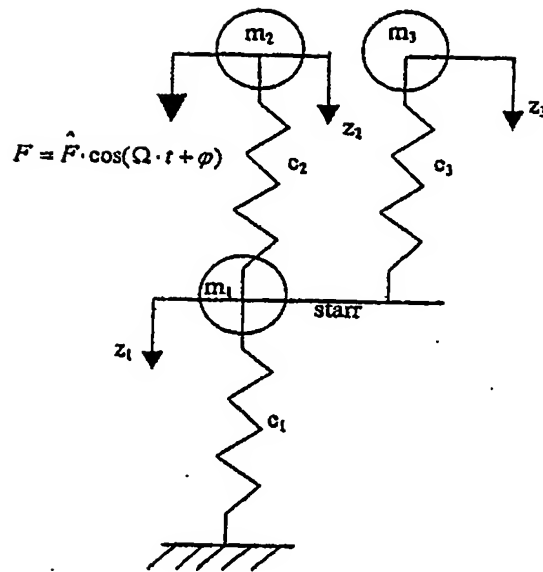 m₂
m₃
z₂
z₃
F = F̂·cos(Ω·t+φ)
c₂
c₃
m₁
starr
z₁
c₁